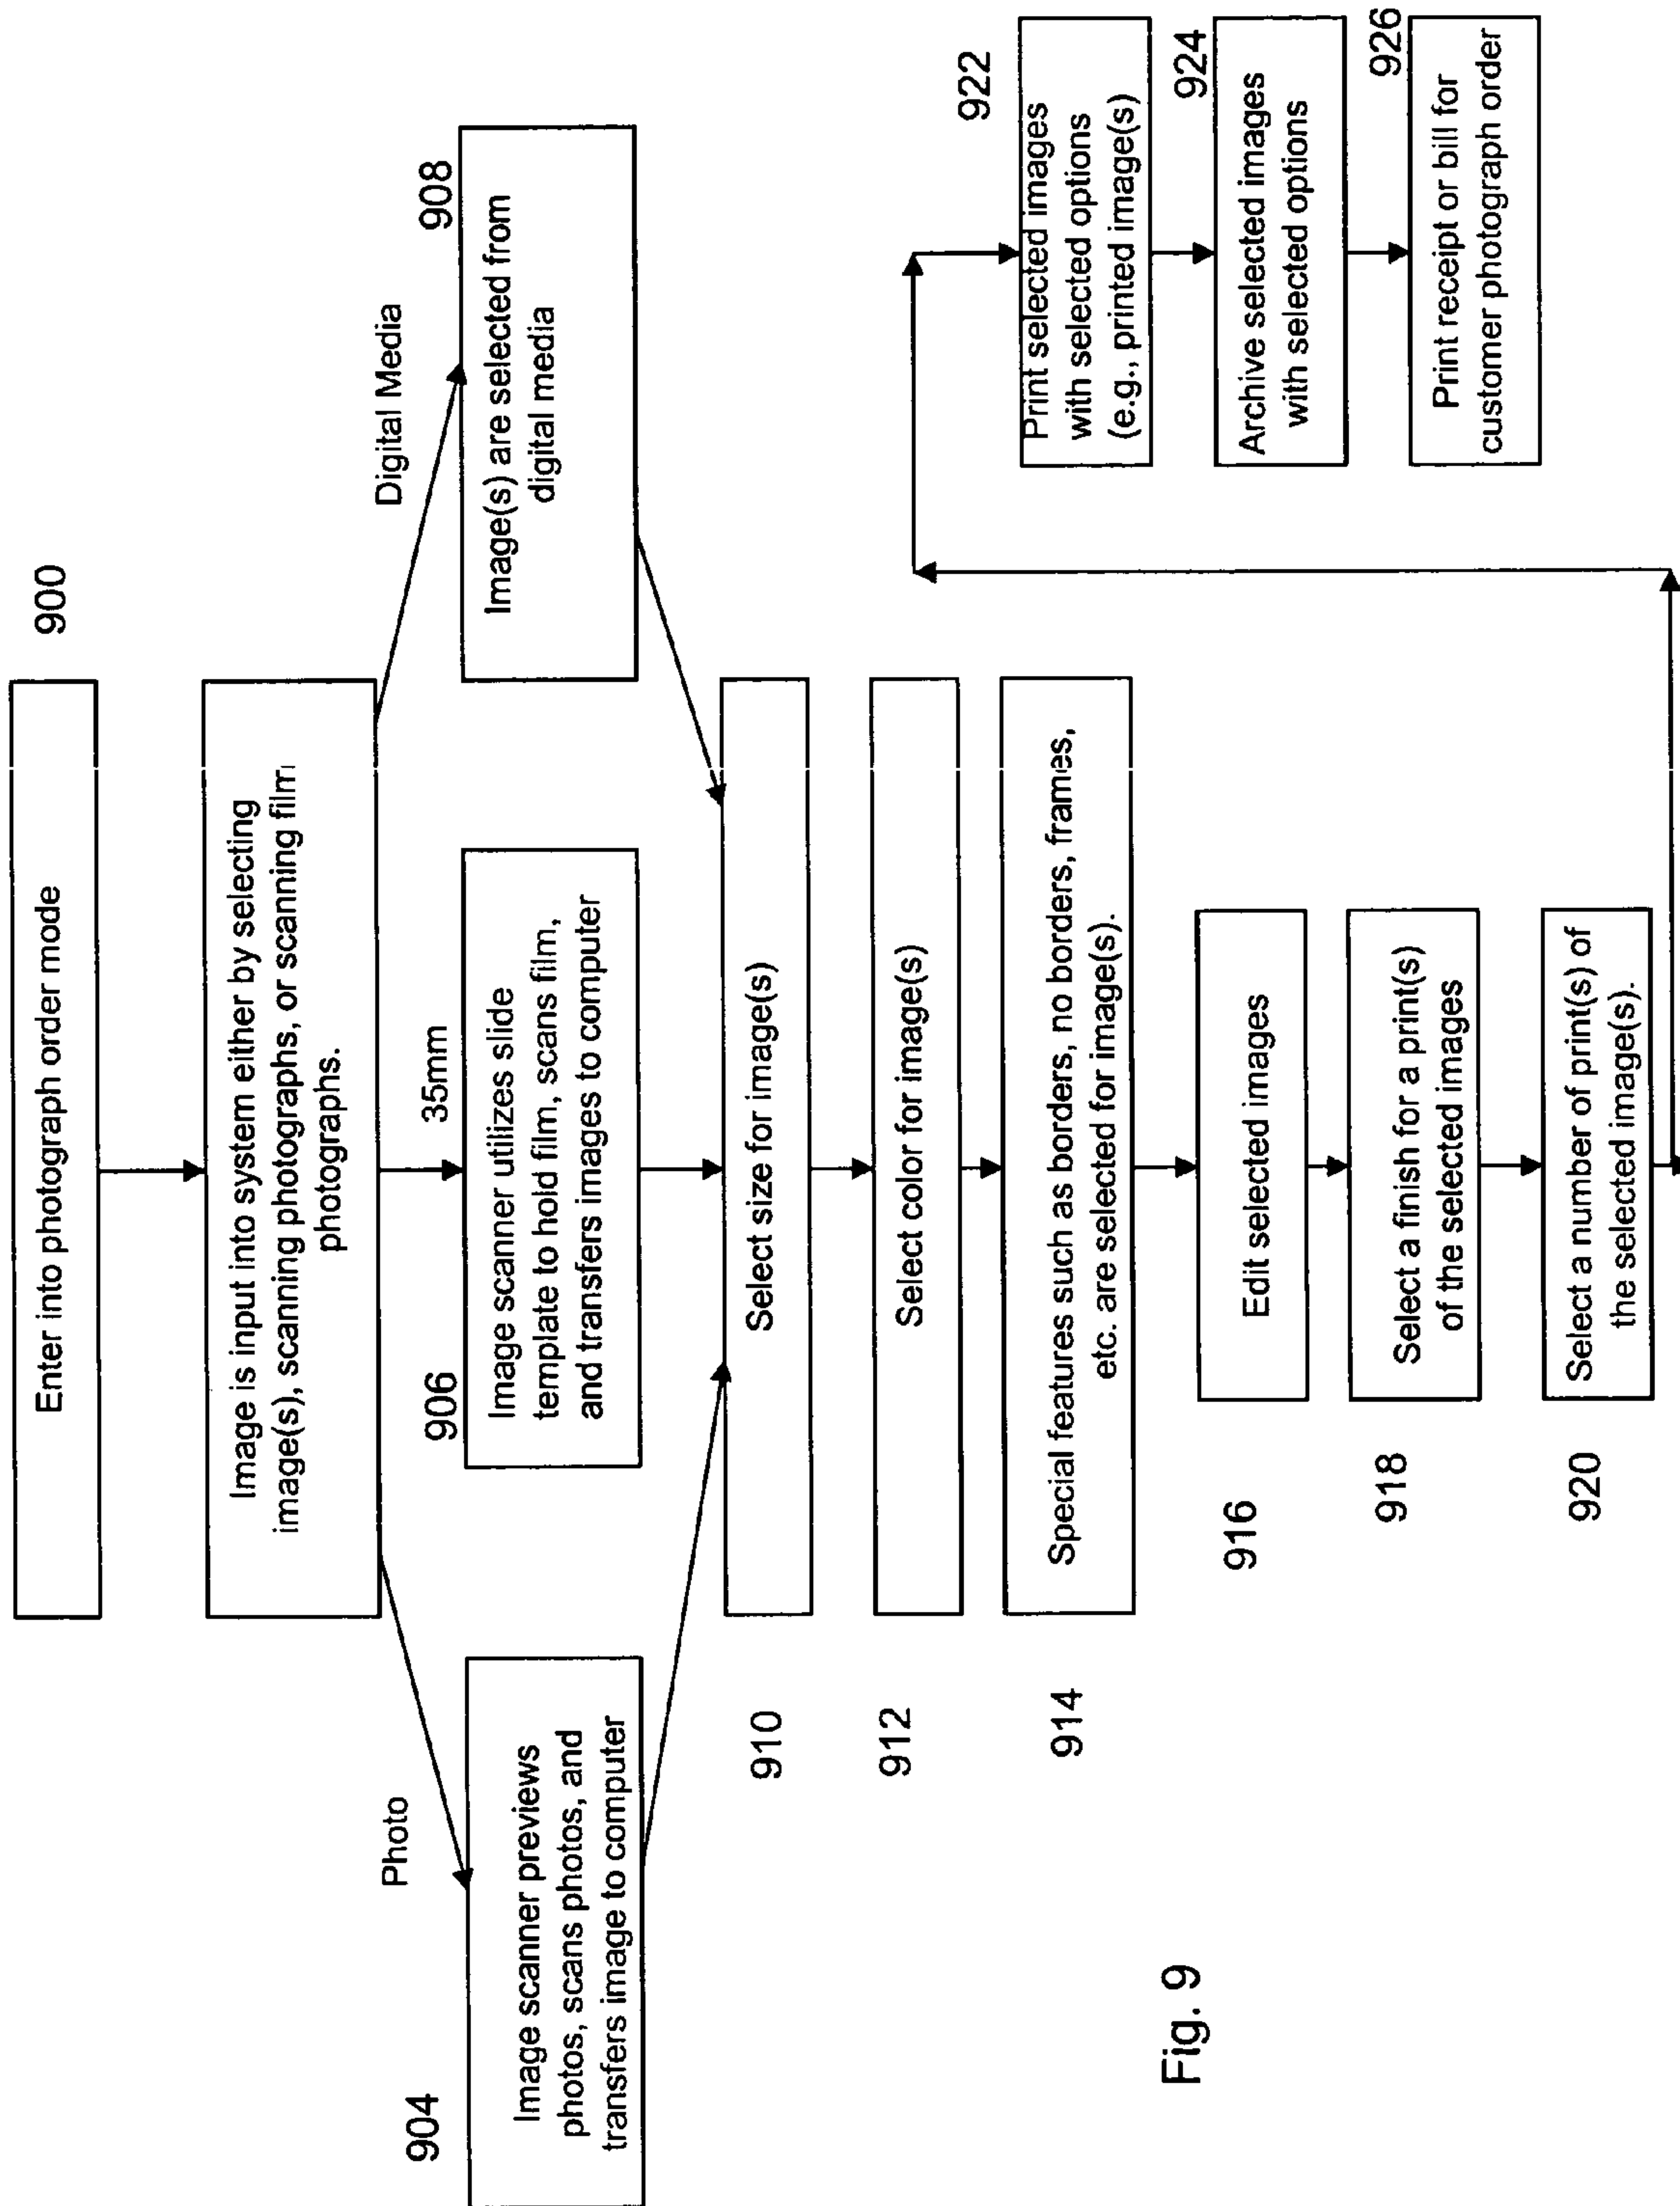 900
Enter into photograph order mode
Image is input into system either by selecting
image(s), scanning photographs, or scanning film
photographs.
Photo
35mm
Digital Media
904
Image scanner previews
photos, scans photos, and
transfers image to computer
906
Image scanner utilizes slide
template to hold film, scans film,
and transfers images to computer
908
Image(s) are selected from
digital media
910
Select size for image(s)
912
Select color for image(s)
914
Special features such as borders, no borders, frames,
etc. are selected for image(s).
916
Edit selected images
918
Select a finish for a print(s)
of the selected images
920
Select a number of print(s) of
the selected image(s).
922
Print selected images
with selected options
(e.g., printed image(s)
924
Archive selected images
with selected options
926
Print receipt or bill for
customer photograph order
Fig. 9